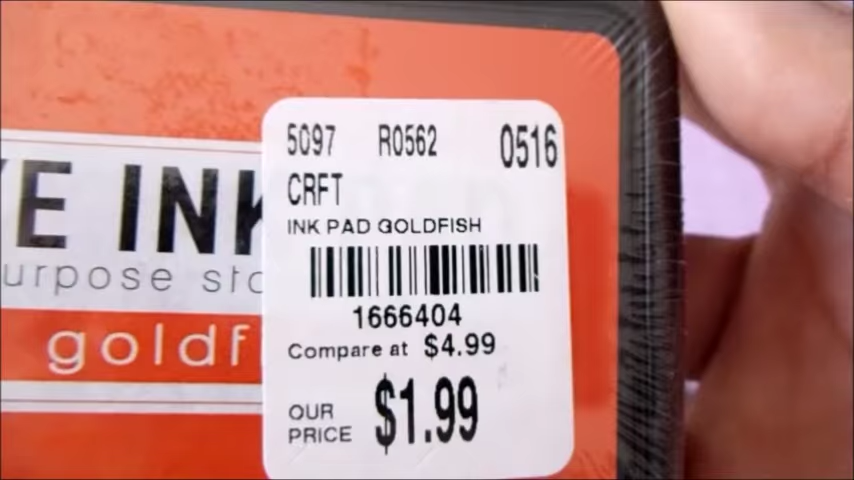 5097 R0562 0516
CRFT
INK PAD GOLDFISH
1666404
Compare at $4.99
OUR PRICE $1.99
E INK
urpose sto
goldf